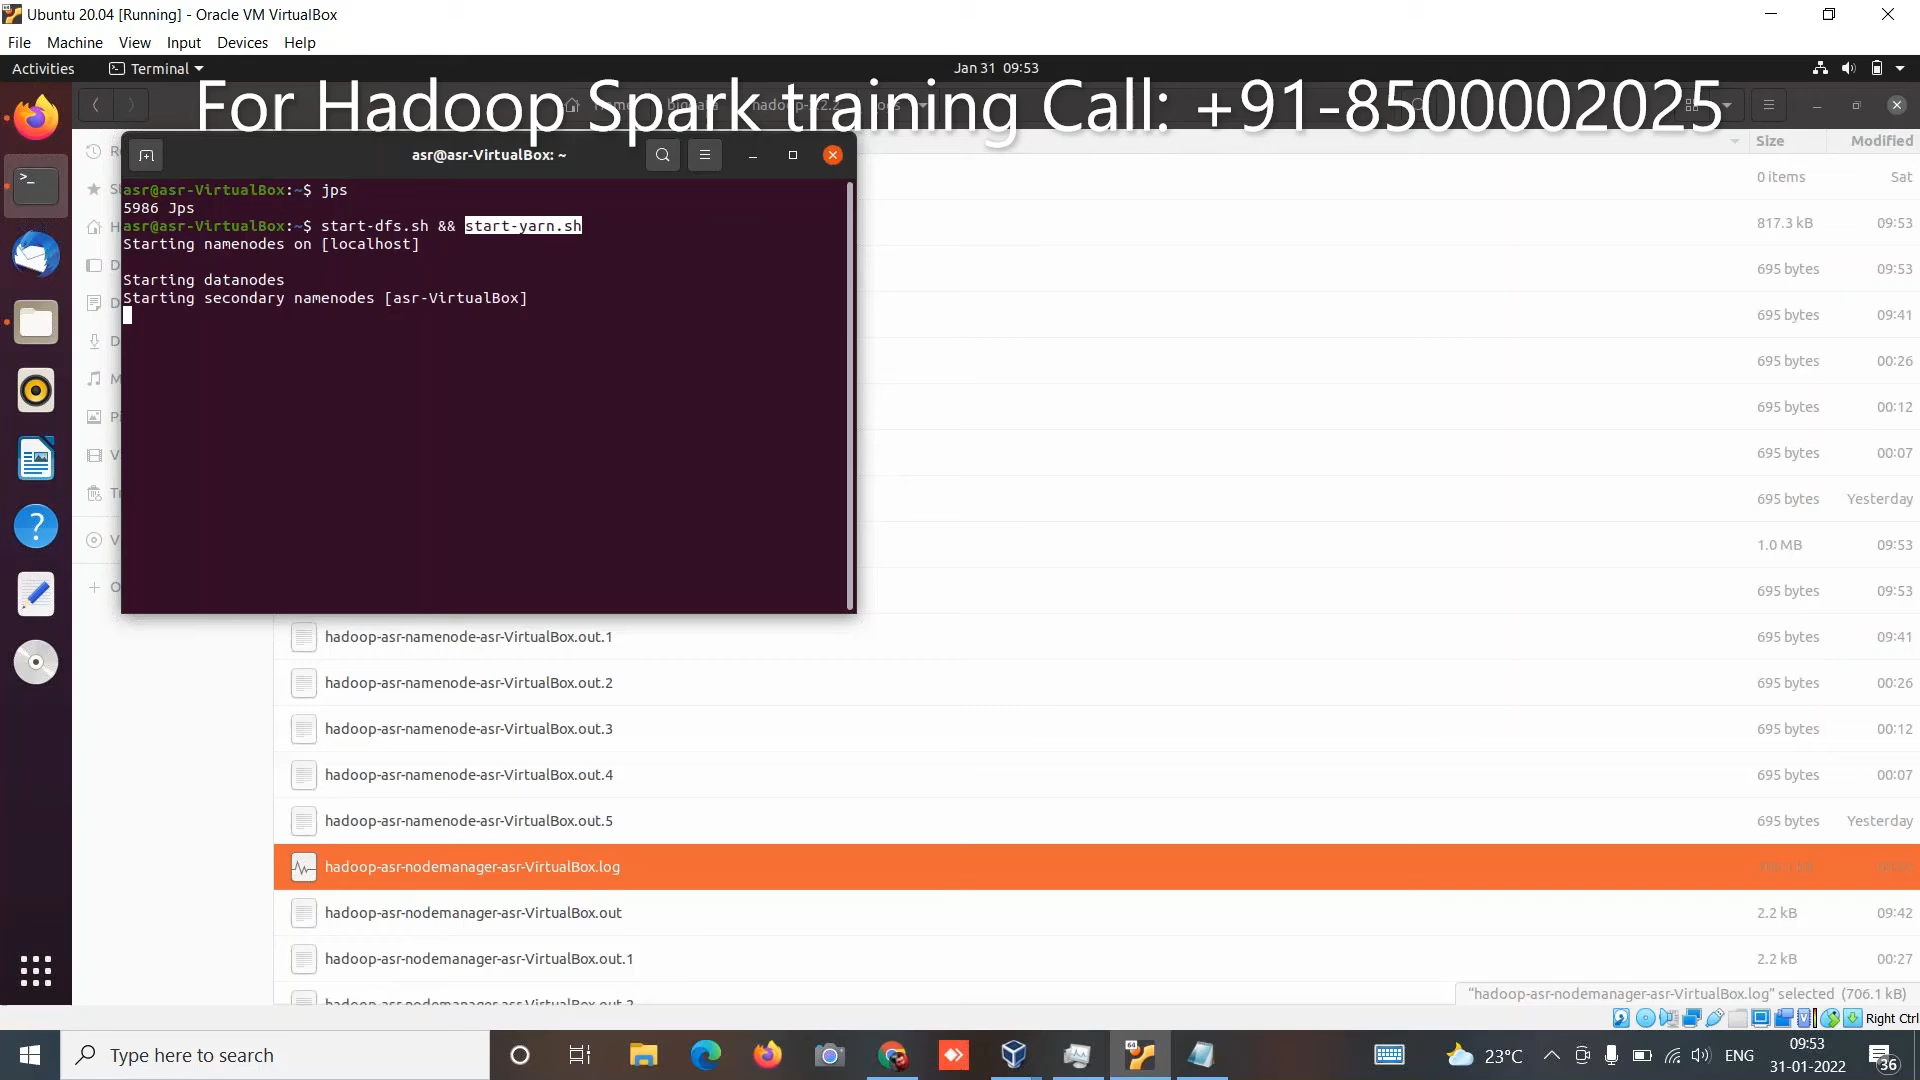 Ubuntu 20.04 [Running] - Oracle VM VirtualBox
File Machine View Input Devices Help
Activities Terminal Jan 31 09:53
For Hadoop Spark training Call: +91-8500002025
Size Modified
asr@asr-VirtualBox: ~
asr@asr-VirtualBox:~$ jps
5986 Jps
asr@asr-VirtualBox:~$ start-dfs.sh && start-yarn.sh
Starting namenodes on [localhost]
Starting datanodes
Starting secondary namenodes [asr-VirtualBox]
0 items Sat
817.3 kB 09:53
695 bytes 09:53
695 bytes 09:41
695 bytes 00:26
695 bytes 00:12
695 bytes 00:07
695 bytes Yesterday
1.0 MB 09:53
695 bytes 09:53
hadoop-asr-namenode-asr-VirtualBox.out.1 695 bytes 09:41
hadoop-asr-namenode-asr-VirtualBox.out.2 695 bytes 00:26
hadoop-asr-namenode-asr-VirtualBox.out.3 695 bytes 00:12
hadoop-asr-namenode-asr-VirtualBox.out.4 695 bytes 00:07
hadoop-asr-namenode-asr-VirtualBox.out.5 695 bytes Yesterday
hadoop-asr-nodemanager-asr-VirtualBox.log
hadoop-asr-nodemanager-asr-VirtualBox.out 2.2 kB 09:42
hadoop-asr-nodemanager-asr-VirtualBox.out.1 2.2 kB 00:27
hadoop-asr-nodemanager-asr-VirtualBox.out.2
"hadoop-asr-nodemanager-asr-VirtualBox.log" selected (706.1 kB)
Right Ctrl
Type here to search
23°C ENG
09:53
31-01-2022
36